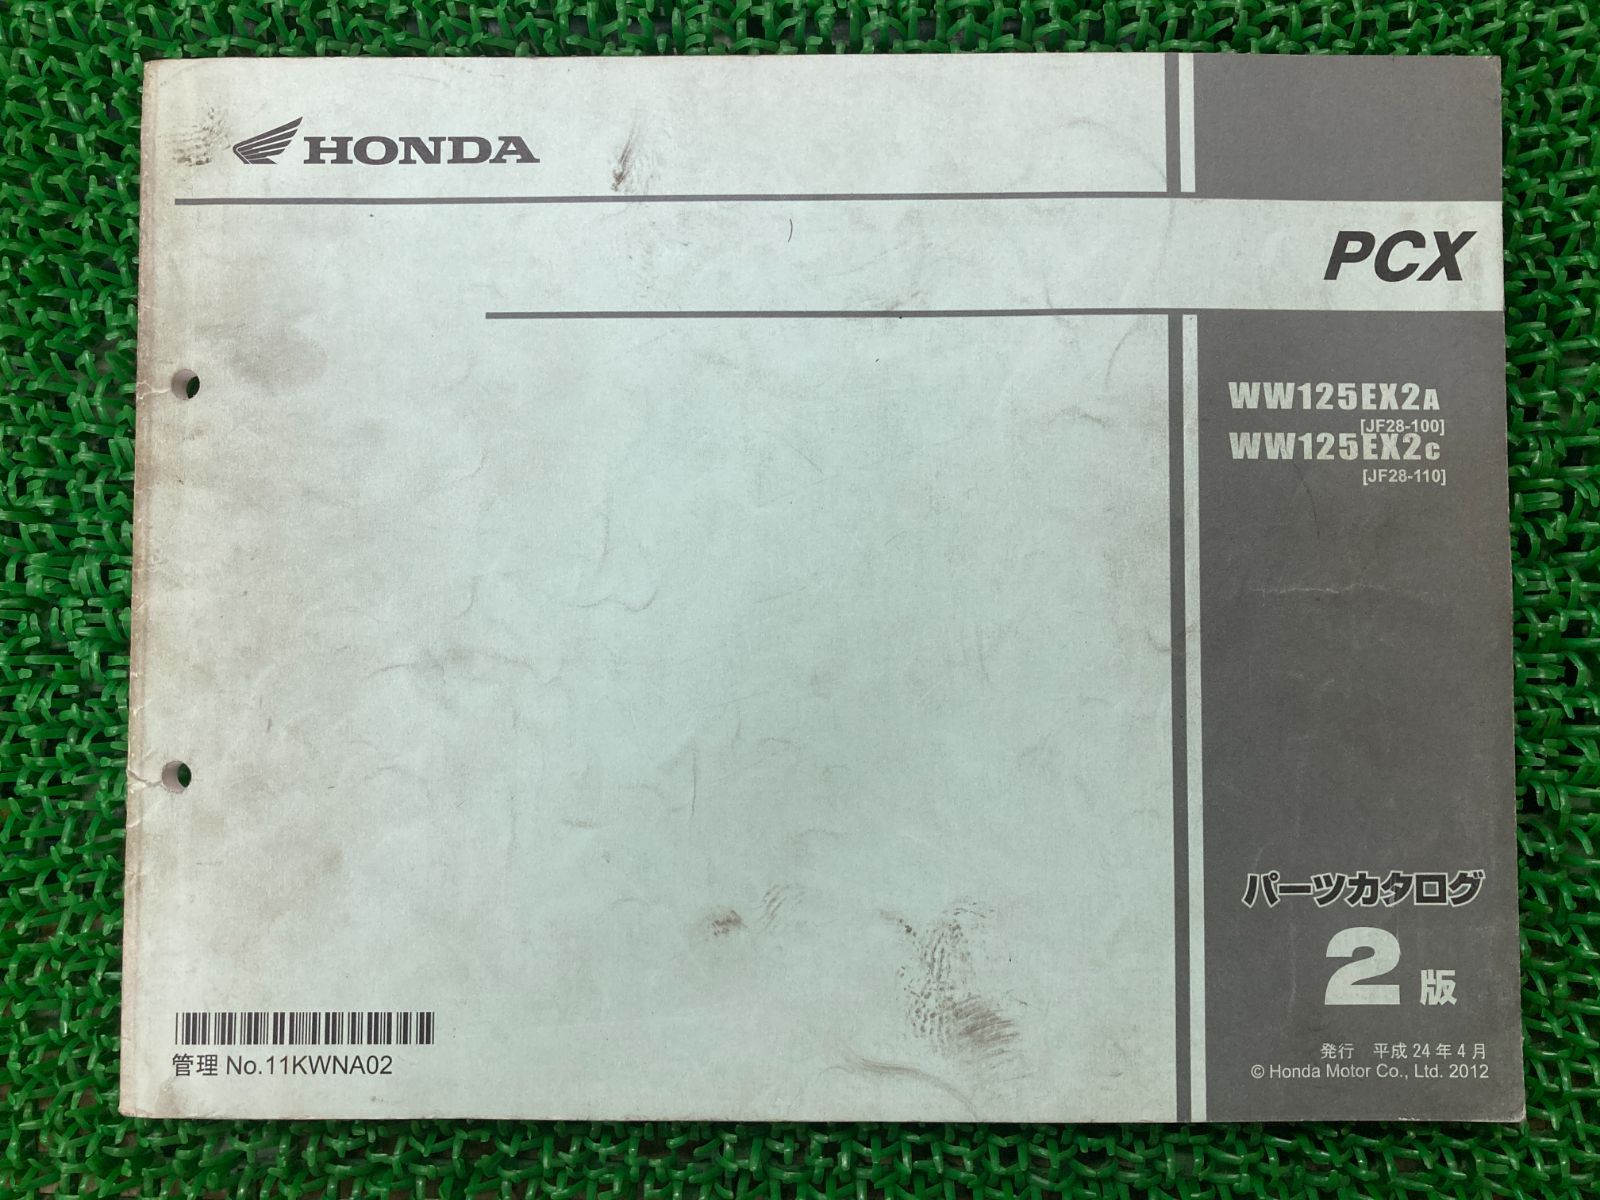 HONDA
PCX
WW125EX2A
[JF28-100]
WW125EX2C
[JF28-110]
パーツカタログ
2版
発行 平成24年4月
© Honda Motor Co., Ltd. 2012
管理 No.11KWNA02